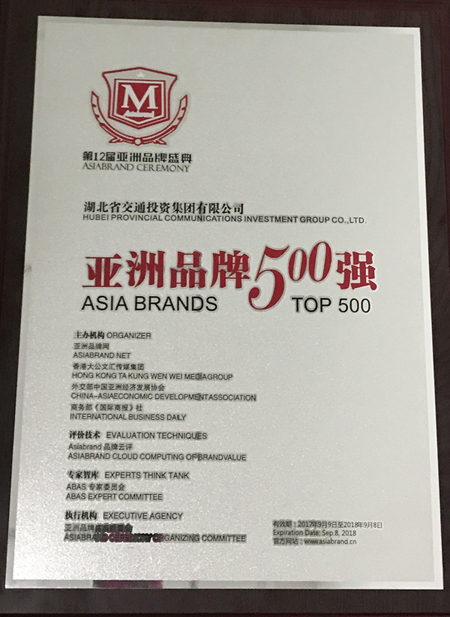 M
第12届亚洲品牌盛典
ASIABRAND CEREMONY
湖北省交通投资集团有限公司
HUBEI PROVINCIAL COMMUNICATIONS INVESTMENT GROUP CO.,LTD.
亚洲品牌500强
ASIA BRANDS TOP 500
主办机构 ORGANIZER
亚洲品牌网
ASIABRAND NET
香港大公文汇传媒集团
HONG KONG TA KUNG WEN WEI MEDIAGROUP
外交部中国亚洲经济发展协会
CHINA-ASIAECONOMIC DEVELOPMENTASSOCIATION
商务部《国际商报》社
INTERNATIONAL BUSINESS DAILY
评价技术 EVALUATION TECHNIQUES
Asiabrand 品牌云评
ASIABRAND CLOUD COMPUTING OFBRANDVALUE
专家智库 EXPERTS THINK TANK
ABAS 专家委员会
ABAS EXPERT COMMITTEE
执行机构 EXECUTIVE AGENCY
亚洲品牌
ASIABRAND ORGANIZING COMMITTEE
有效期：2017年9月9日至2018年9月8日
Expiration Date: Sep.8, 2018
官方网站：www.asiabrand.cn